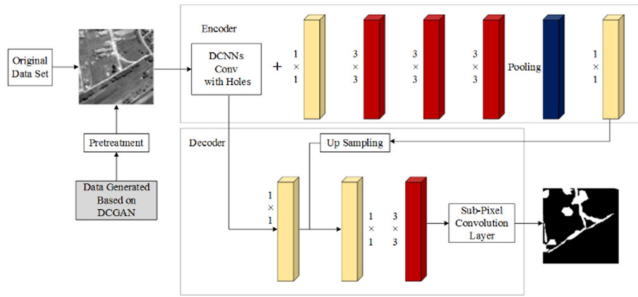 Original
Data Set
Pretreatment
Data Generated
Based on
DCGAN
Encoder
DCNNs
Conv
with Holes
+
1
×
1
3
×
3
3
×
3
3
×
3
Pooling
1
×
1
Decoder
Up Sampling
1
×
1
1
×
1
3
×
3
Sub-Pixel
Convolution
Layer